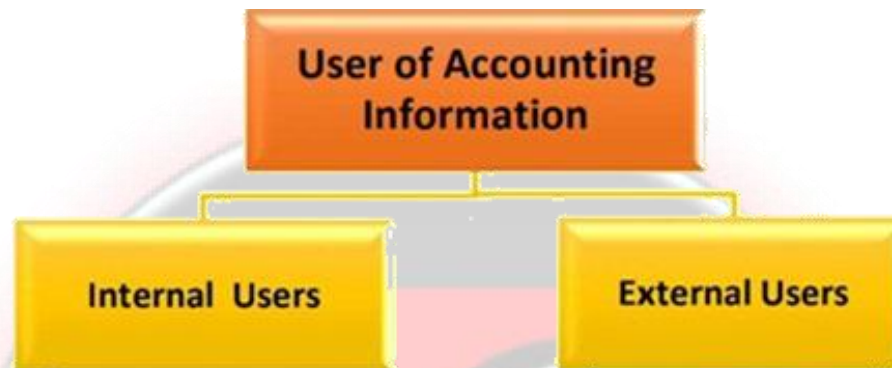 User of Accounting
Information
Internal Users
External Users